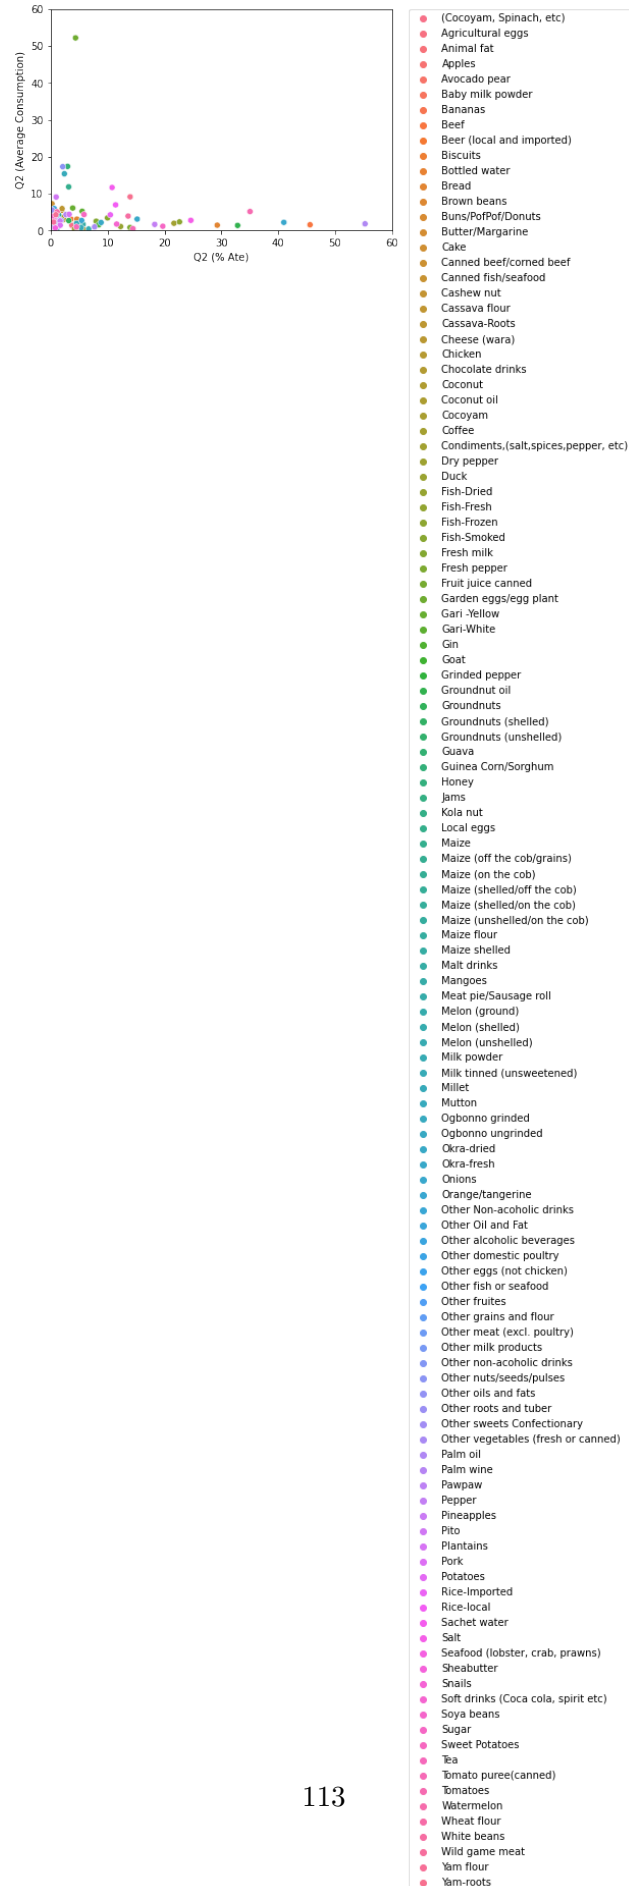 60
50
40
30
20
10
0
Q2 (Average Consumption)
0 10 20 30 40 50 60
Q2 (% Ate)
(Cocoyam, Spinach, etc)
Agricultural eggs
Animal fat
Apples
Avocado pear
Baby milk powder
Bananas
Beef
Beer (local and imported)
Biscuits
Bottled water
Bread
Brown beans
Buns/PofPof/Donuts
Butter/Margarine
Cake
Canned beef/corned beef
Canned fish/seafood
Cashew nut
Cassava flour
Cassava-Roots
Cheese (wara)
Chicken
Chocolate drinks
Coconut
Coconut oil
Cocoyam
Coffee
Condiments,(salt,spices,pepper, etc)
Dry pepper
Duck
Fish-Dried
Fish-Fresh
Fish-Frozen
Fish-Smoked
Fresh milk
Fresh pepper
Fruit juice canned
Garden eggs/egg plant
Gari -Yellow
Gari-White
Gin
Goat
Grinded pepper
Groundnut oil
Groundnuts
Groundnuts (shelled)
Groundnuts (unshelled)
Guava
Guinea Corn/Sorghum
Honey
Jams
Kola nut
Local eggs
Maize
Maize (off the cob/grains)
Maize (on the cob)
Maize (shelled/off the cob)
Maize (shelled/on the cob)
Maize (unshelled/on the cob)
Maize flour
Maize shelled
Malt drinks
Mangoes
Meat pie/Sausage roll
Melon (ground)
Melon (shelled)
Melon (unshelled)
Milk powder
Milk tinned (unsweetened)
Millet
Mutton
Ogbonno grinded
Ogbonno ungrinded
Okra-dried
Okra-fresh
Onions
Orange/tangerine
Other Non-acoholic drinks
Other Oil and Fat
Other alcoholic beverages
Other domestic poultry
Other eggs (not chicken)
Other fish or seafood
Other fruites
Other grains and flour
Other meat (excl. poultry)
Other milk products
Other non-acoholic drinks
Other nuts/seeds/pulses
Other oils and fats
Other roots and tuber
Other sweets Confectionary
Other vegetables (fresh or canned)
Palm oil
Palm wine
Pawpaw
Pepper
Pineapples
Pito
Plantains
Pork
Potatoes
Rice-Imported
Rice-local
Sachet water
Salt
Seafood (lobster, crab, prawns)
Sheabutter
Snails
Soft drinks (Coca cola, spirit etc)
Soya beans
Sugar
Sweet Potatoes
Tea
Tomato puree(canned)
Tomatoes
Watermelon
Wheat flour
White beans
Wild game meat
Yam flour
Yam-roots
113